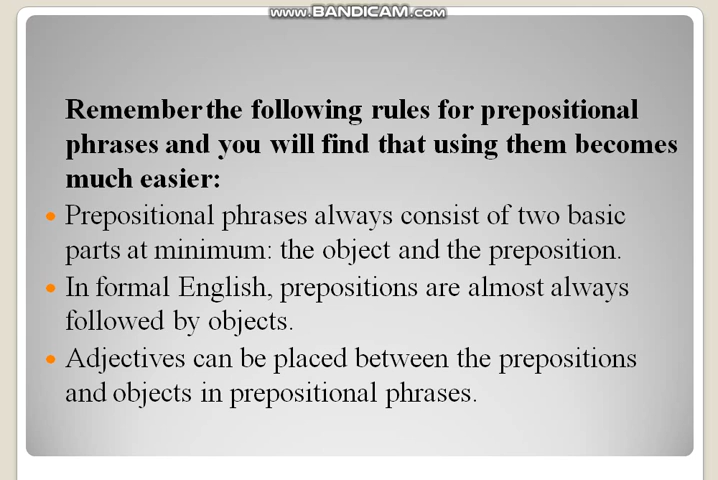 www.BANDICAM.com
Remember the following rules for prepositional
phrases and you will find that using them becomes
much easier:
• Prepositional phrases always consist of two basic
parts at minimum: the object and the preposition.
• In formal English, prepositions are almost always
followed by objects.
• Adjectives can be placed between the prepositions
and objects in prepositional phrases.